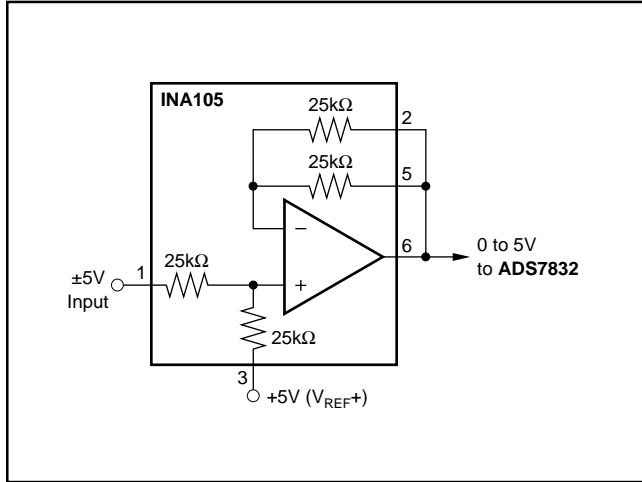 INA105
25kΩ
2
25kΩ
5
−
6
0 to 5V
to ADS7832
25kΩ
±5V
1
Input
+
25kΩ
3
+5V (VREF+)